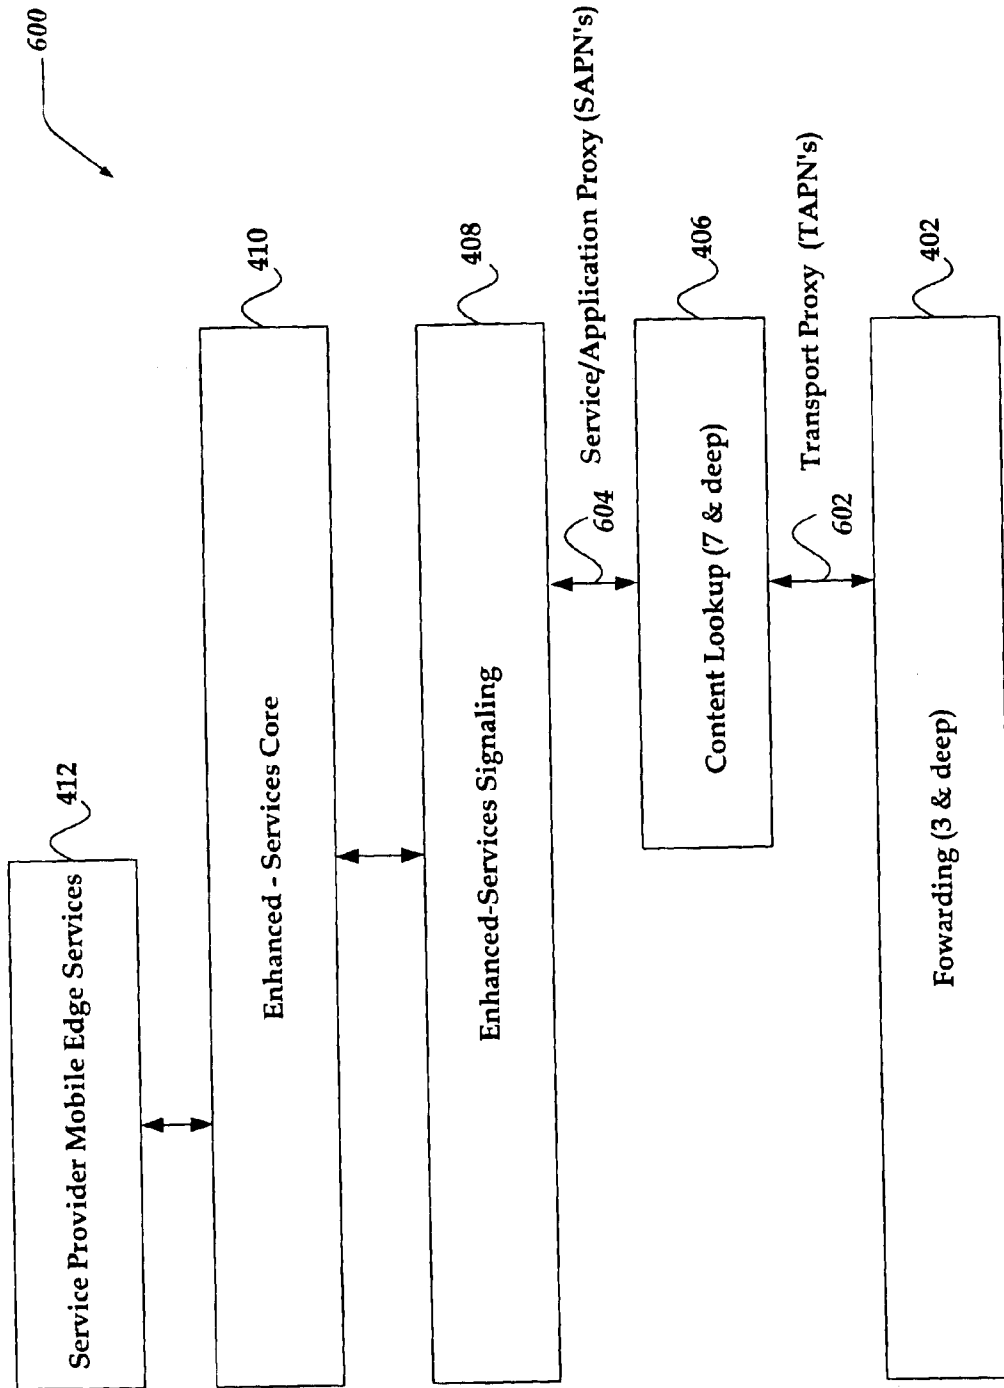 600
412
Service Provider Mobile Edge Services
410
Enhanced - Services Core
408
Enhanced-Services Signaling
604
Service/Application Proxy (SAPN's)
406
Content Lookup (7 & deep)
602
Transport Proxy (TAPN's)
402
Fowarding (3 & deep)